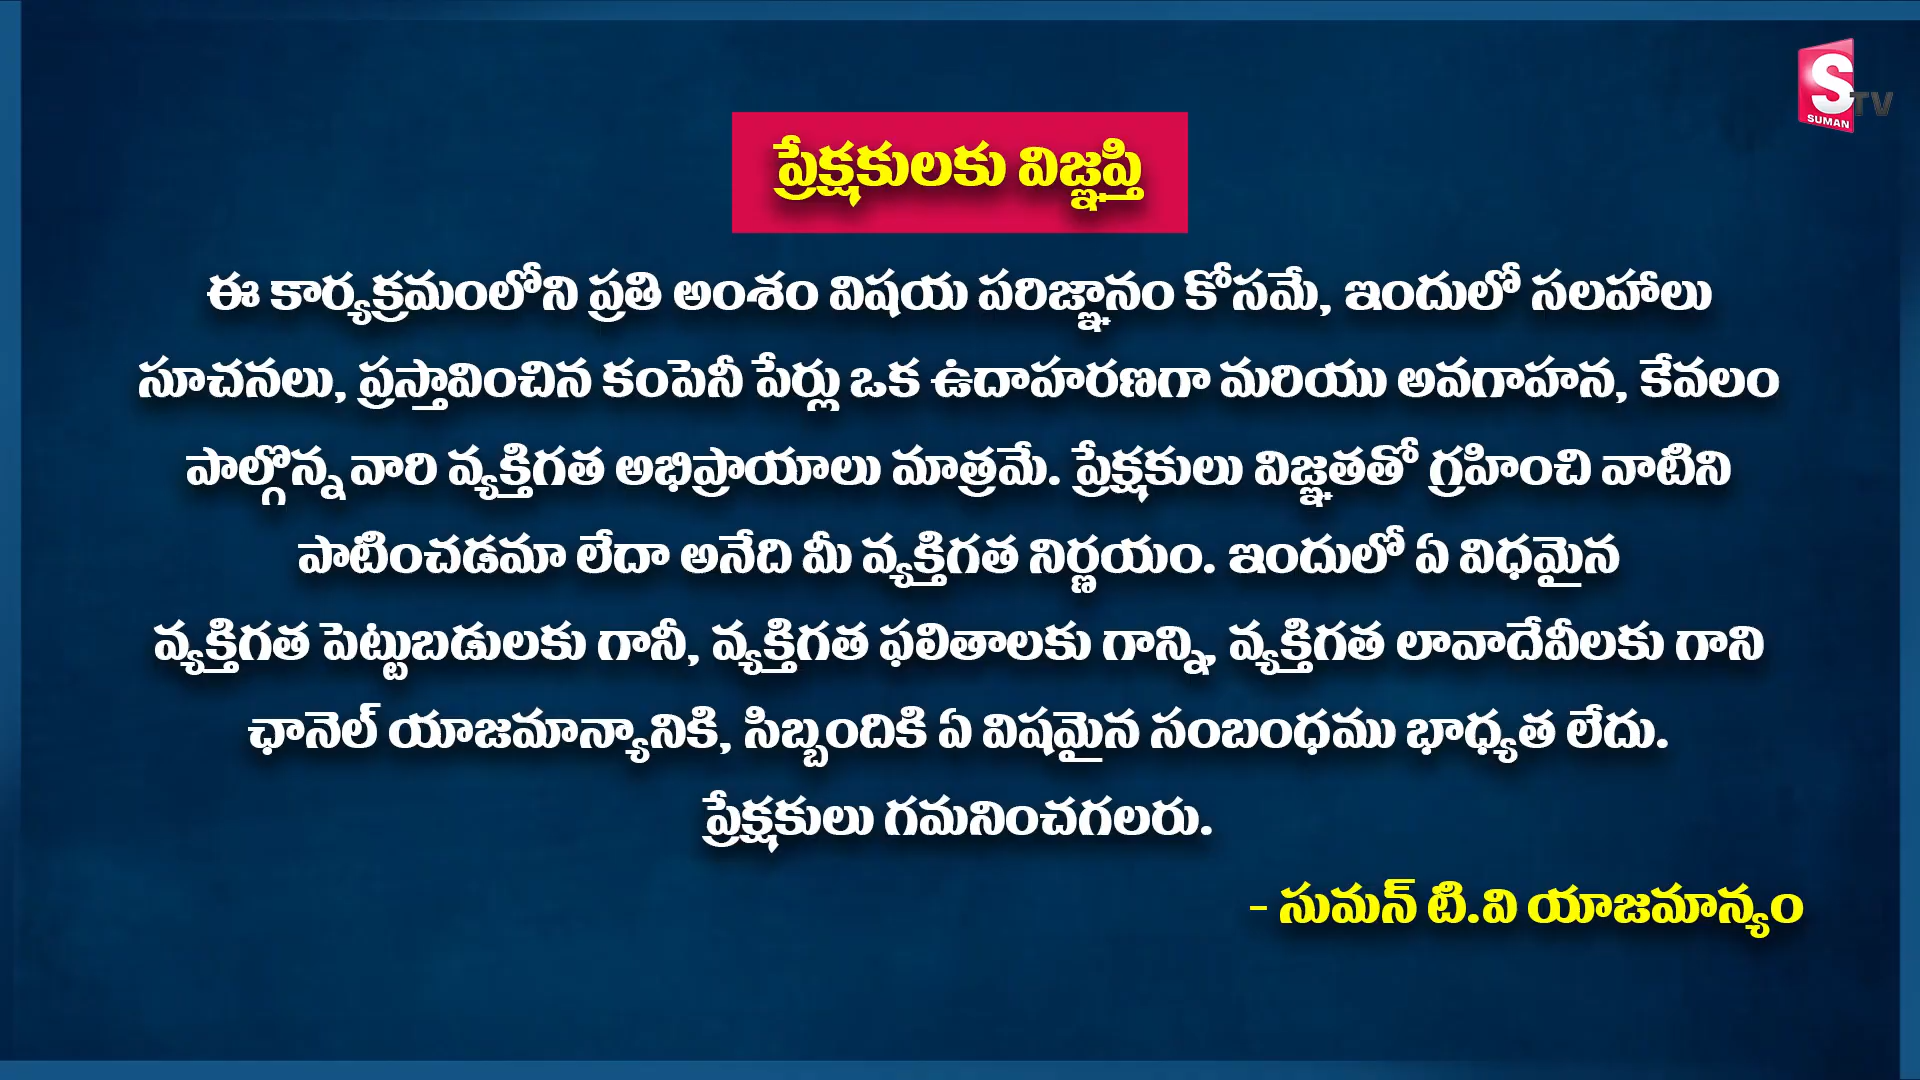 S
TV
SUMAN
ప్రేక్షకులకు విజ్ఞప్తి
ఈ కార్యక్రమంలోని ప్రతి అంశం విషయ పరిజ్ఞానం కోసమే, ఇందులో సలహాలు
సూచనలు, ప్రస్తావించిన కంపెనీ పేర్లు ఒక ఉదాహరణగా మరియు అవగాహన, కేవలం
పాల్గొన్న వారి వ్యక్తిగత అభిప్రాయాలు మాత్రమే. ప్రేక్షకులు విజ్ఞతతో గ్రహించి వాటిని
పాటించడమా లేదా అనేది మీ వ్యక్తిగత నిర్ణయం. ఇందులో ఏ విధమైన
వ్యక్తిగత పెట్టుబడులకు గానీ, వ్యక్తిగత ఫలితాలకు గాన్ని, వ్యక్తిగత లావాదేవీలకు గాని
ఛానెల్ యాజమాన్యానికి, సిబ్బందికి ఏ విషమైన సంబంధము భాధ్యత లేదు.
ప్రేక్షకులు గమనించగలరు.
- సుమన్ టి.వి యాజమాన్యం